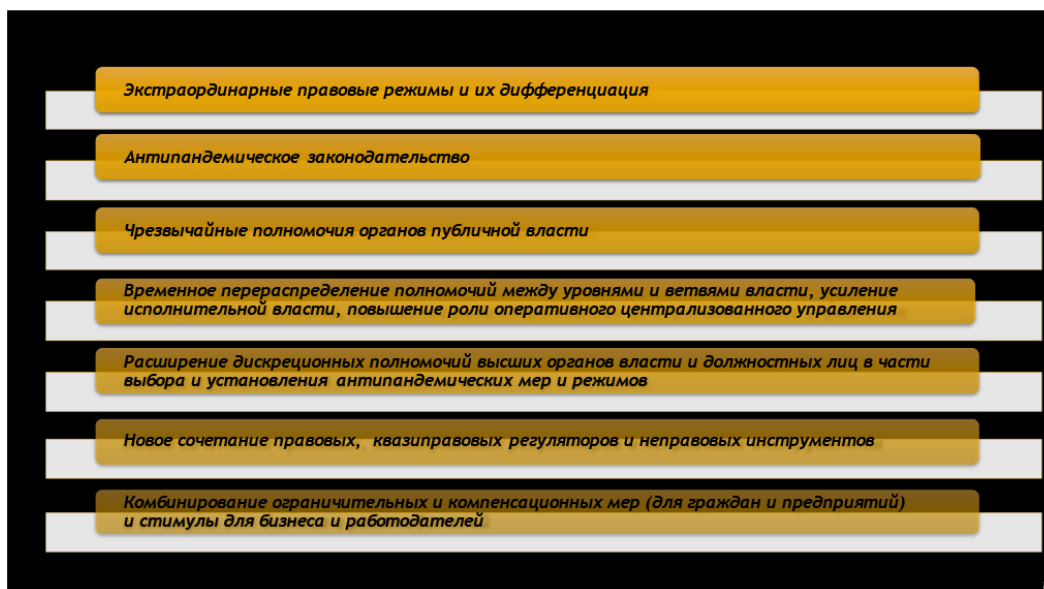 Экстраординарные правовые режимы и их дифференциация
Антипандемическое законодательство
Чрезвычайные полномочия органов публичной власти
Временное перераспределение полномочий между уровнями и ветвями власти, усиление
исполнительной власти, повышение роли оперативного централизованного управления
Расширение дискреционных полномочий высших органов власти и должностных лиц в части
выбора и установления антипандемических мер и режимов
Новое сочетание правовых, квазиправовых регуляторов и неправовых инструментов
Комбинирование ограничительных и компенсационных мер (для граждан и предприятий)
и стимулы для бизнеса и работодателей